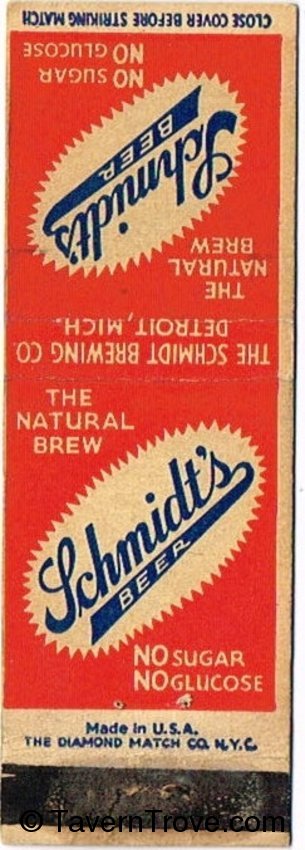 CLOSE COVER BEFORE STRIKING MATCH
NO SUGAR
NO GLUCOSE
Schmidt's
BEER
THE
NATURAL
BREW
THE SCHMIDT BREWING CO.
DETROIT, MICH.
THE
NATURAL
BREW
Schmidt's
BEER
NO SUGAR
NO GLUCOSE
Made in U.S.A.
THE DIAMOND MATCH CO. N.Y.C.
© TavernTrove.com